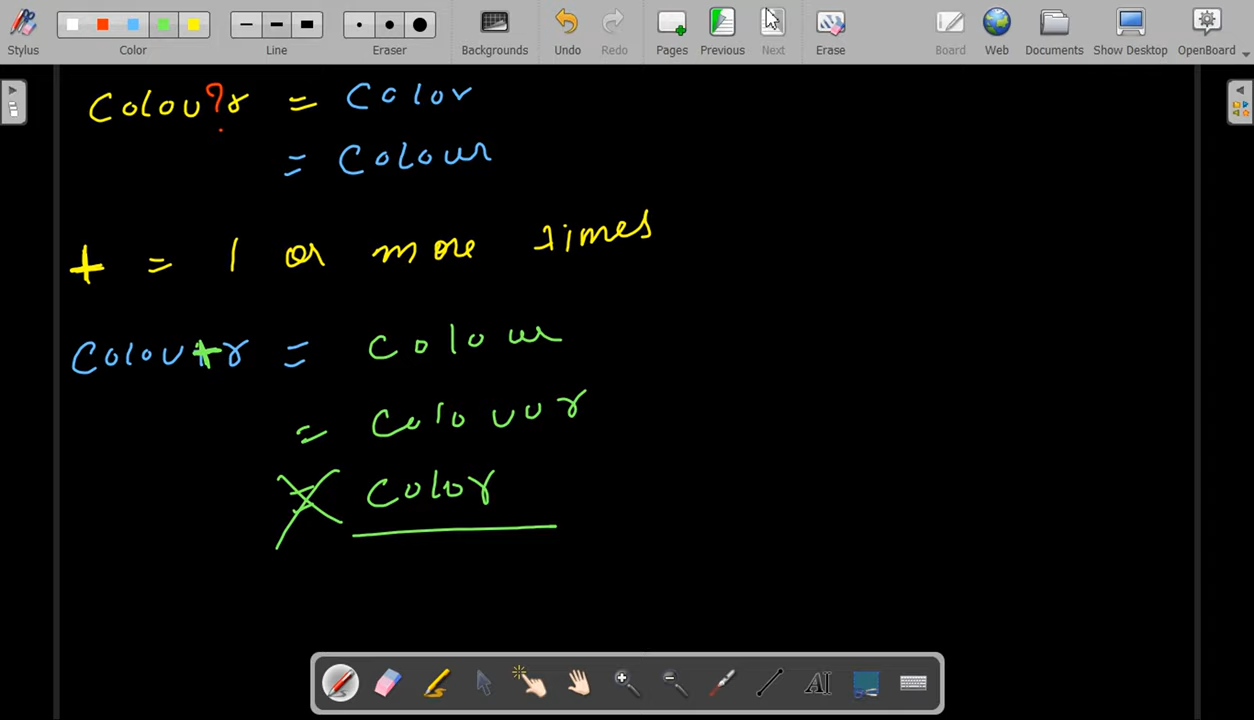 Stylus Color Line Eraser Backgrounds Undo Redo Pages Previous Next Erase Board Web Documents Show Desktop OpenBoard
Colou?r = Color
= Colour
+ = 1 or more times
Colou+r = Colour
= Colouur
= Color
AI